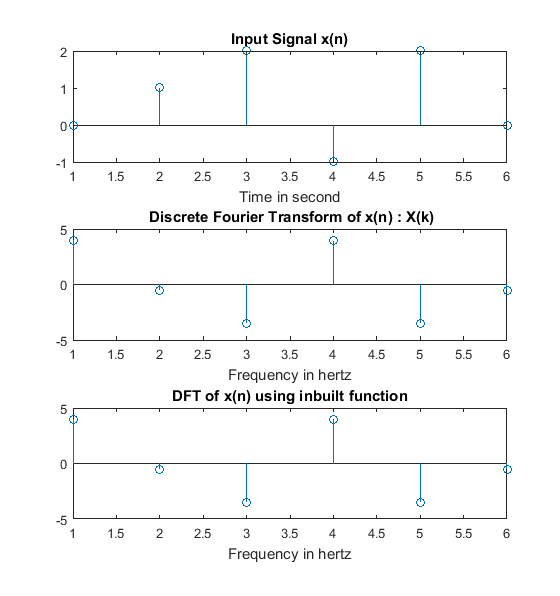 Input Signal x(n)
2
1
0
-1
1 1.5 2 2.5 3 3.5 4 4.5 5 5.5 6
Time in second
Discrete Fourier Transform of x(n) : X(k)
5
0
-5
1 1.5 2 2.5 3 3.5 4 4.5 5 5.5 6
Frequency in hertz
DFT of x(n) using inbuilt function
5
0
-5
1 1.5 2 2.5 3 3.5 4 4.5 5 5.5 6
Frequency in hertz